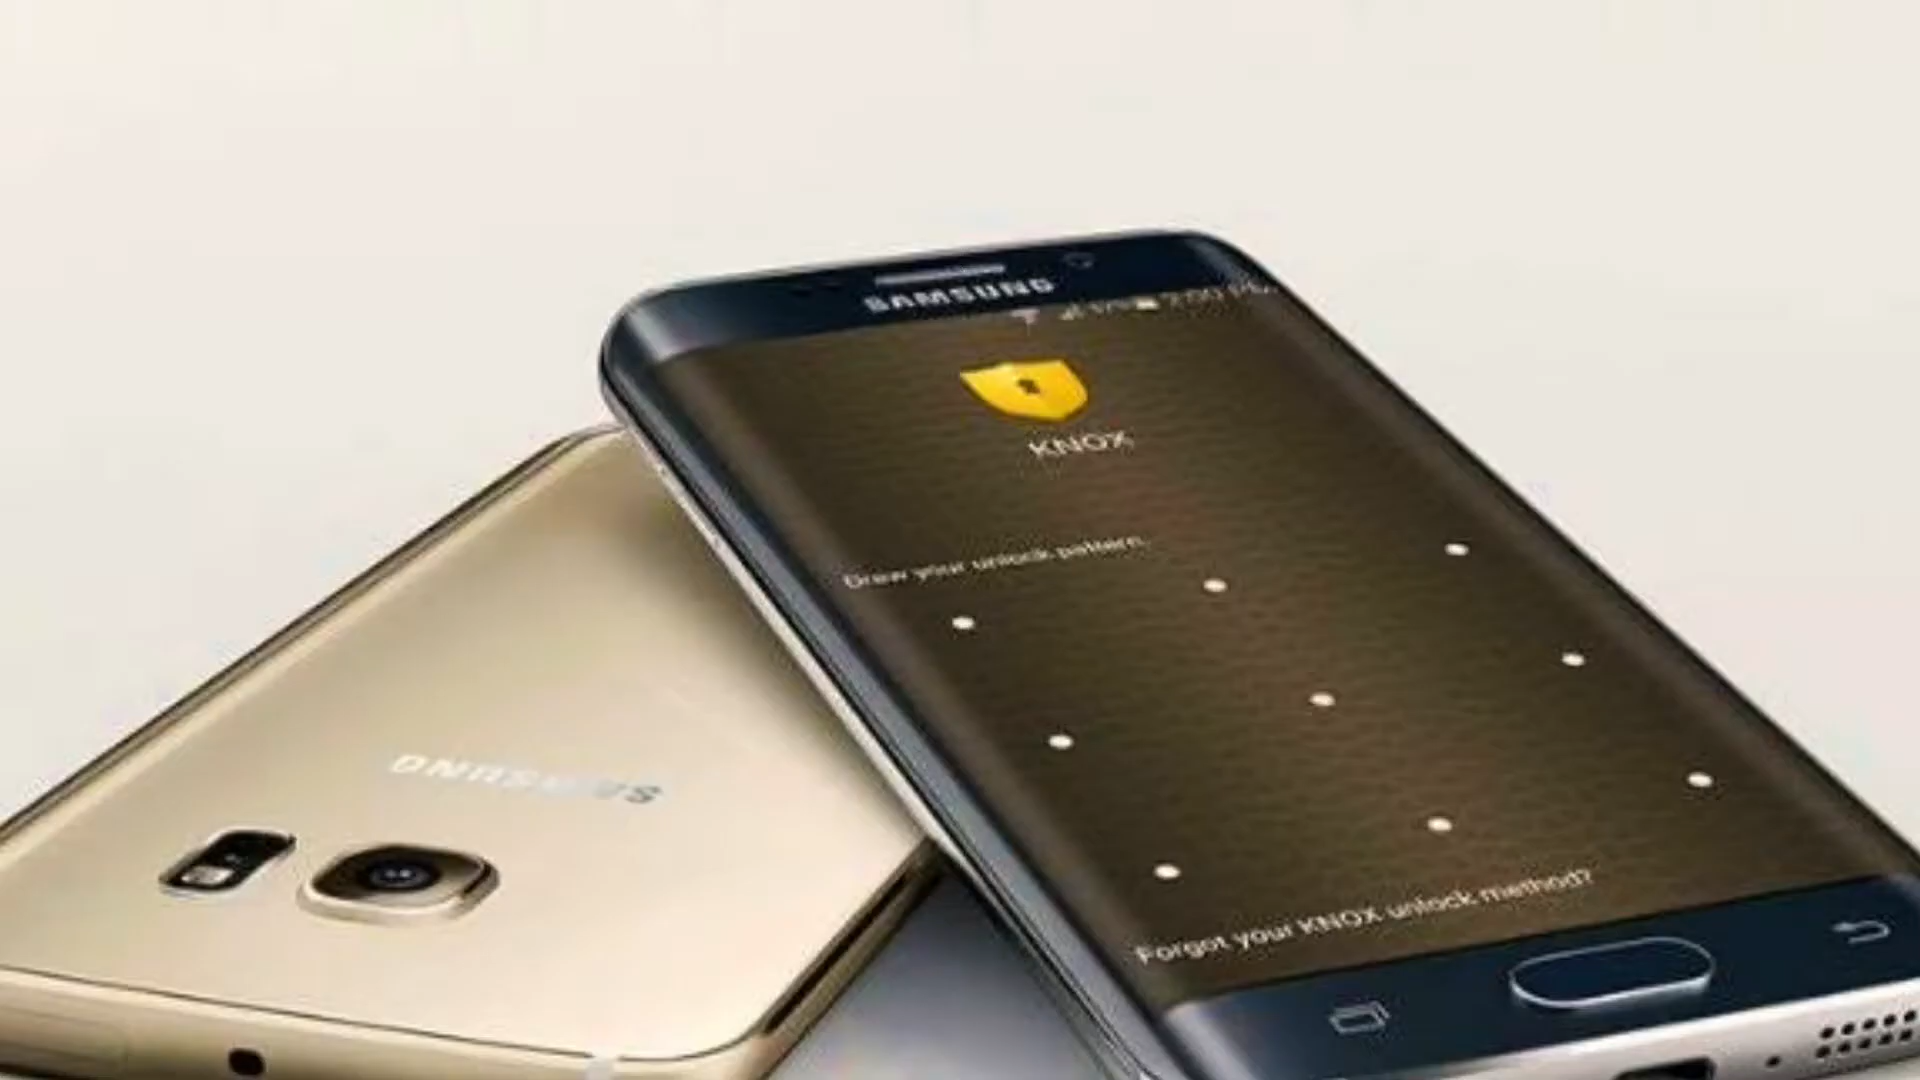 SAMSUNG
KNOX
Draw your unlock pattern.
Forgot your KNOX unlock method?
SAMSUNG